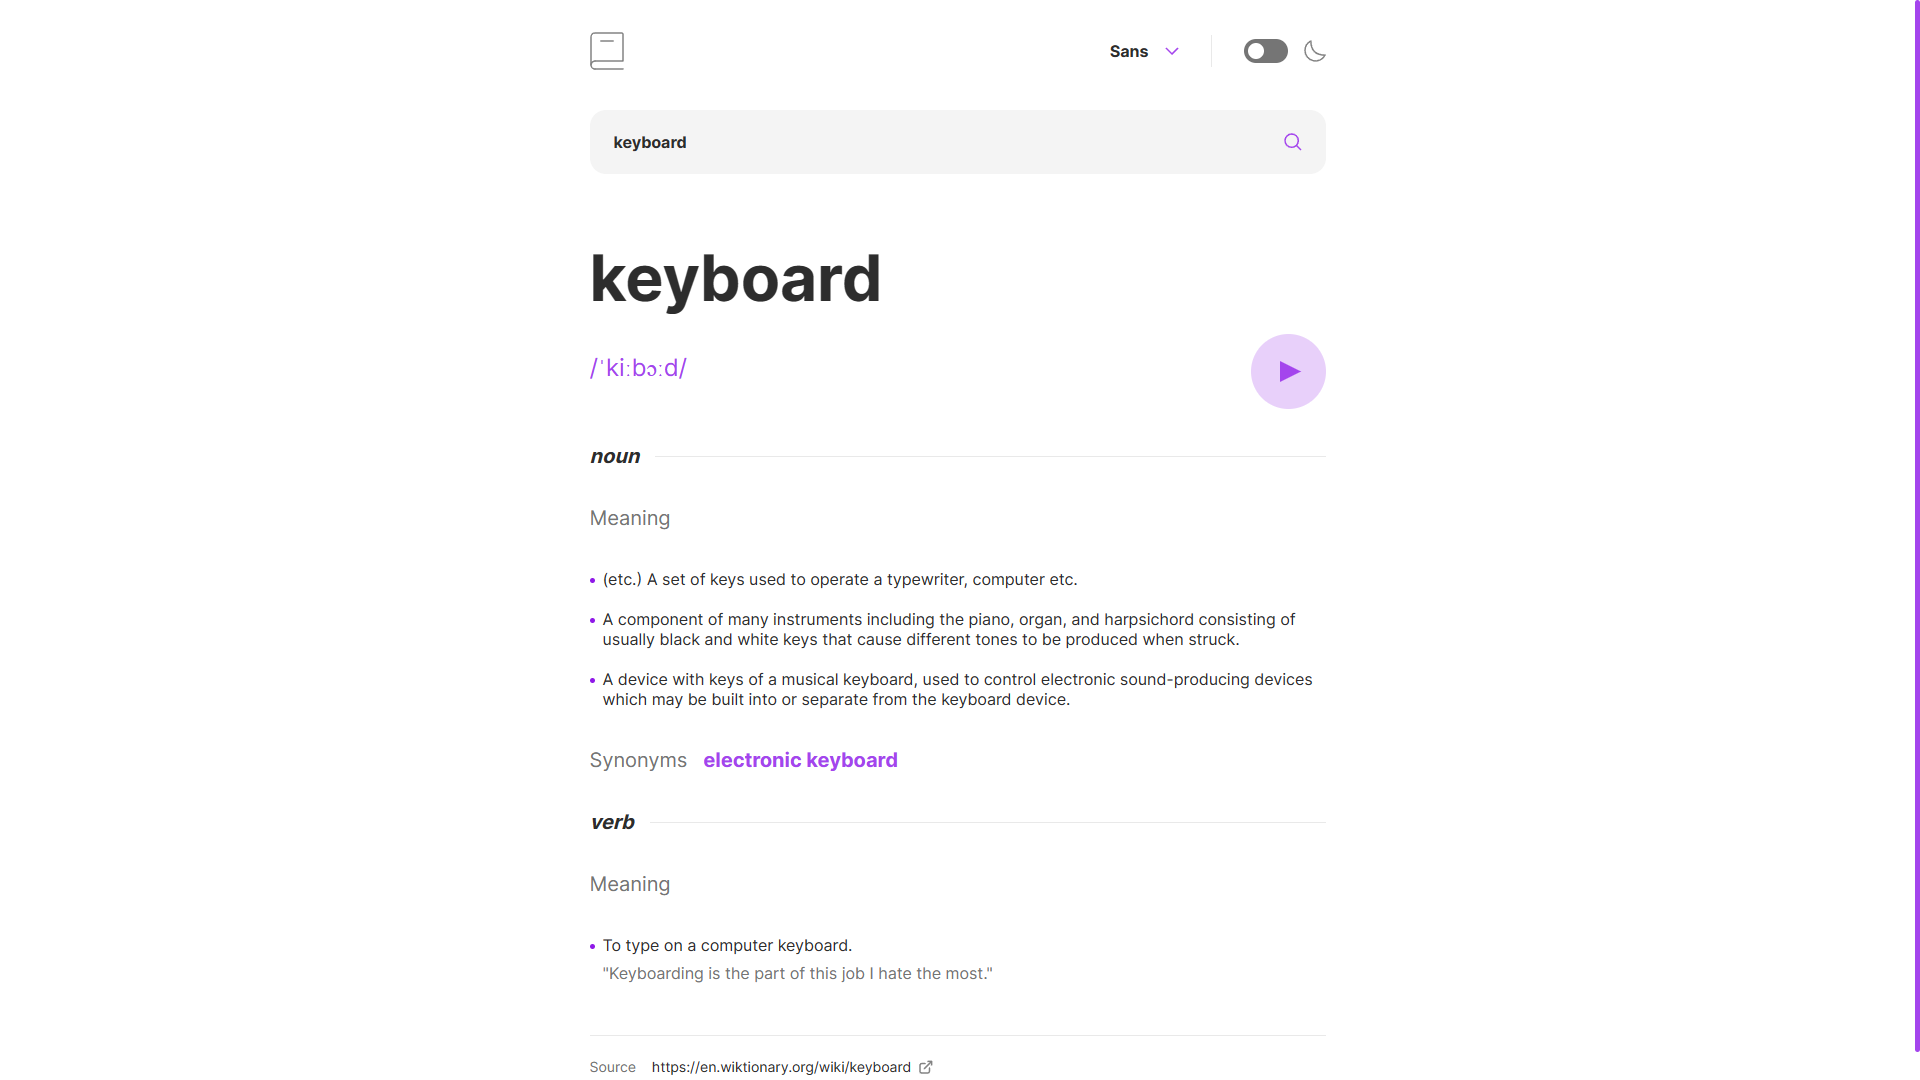 Sans
keyboard
keyboard
/ˈkiːbɔːd/
noun
Meaning
(etc.) A set of keys used to operate a typewriter, computer etc.
A component of many instruments including the piano, organ, and harpsichord consisting of
usually black and white keys that cause different tones to be produced when struck.
A device with keys of a musical keyboard, used to control electronic sound-producing devices
which may be built into or separate from the keyboard device.
Synonyms electronic keyboard
verb
Meaning
To type on a computer keyboard.
"Keyboarding is the part of this job I hate the most."
Source https://en.wiktionary.org/wiki/keyboard